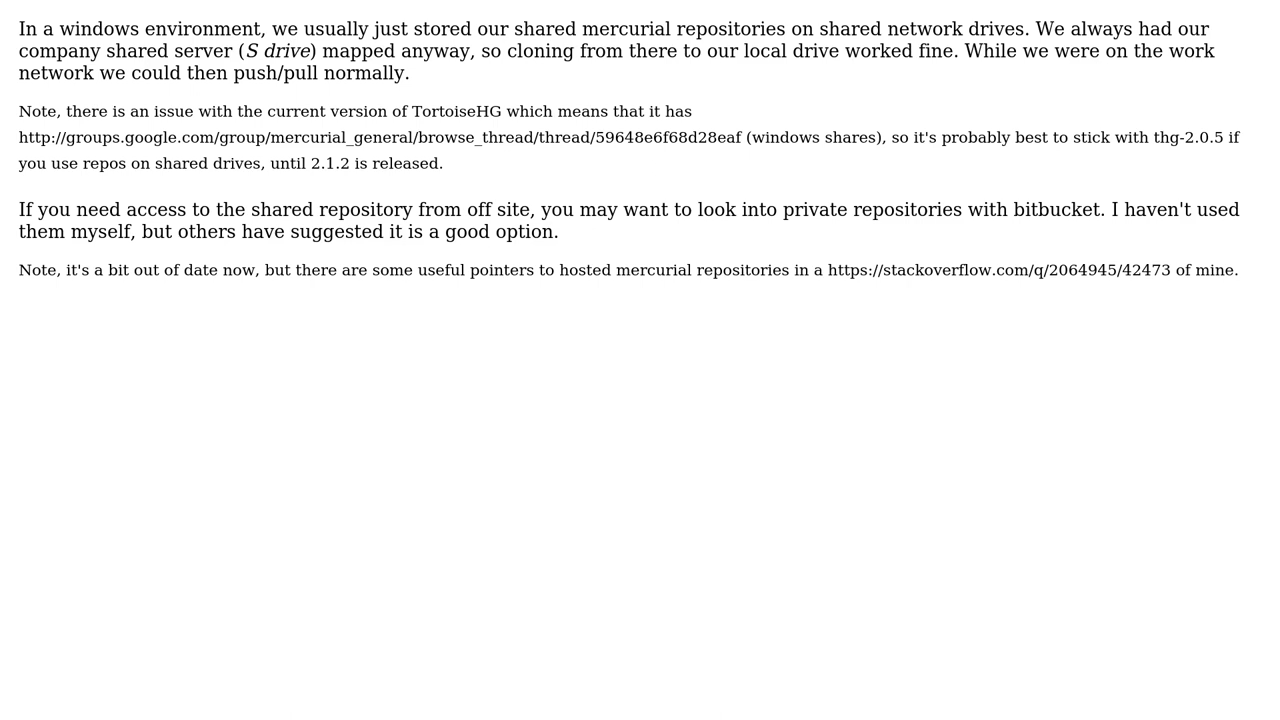 In a windows environment, we usually just stored our shared mercurial repositories on shared network drives. We always had our
company shared server (S drive) mapped anyway, so cloning from there to our local drive worked fine. While we were on the work
network we could then push/pull normally.
Note, there is an issue with the current version of TortoiseHG which means that it has
http://groups.google.com/group/mercurial_general/browse_thread/thread/59648e6f68d28eaf (windows shares), so it's probably best to stick with thg-2.0.5 if
you use repos on shared drives, until 2.1.2 is released.
If you need access to the shared repository from off site, you may want to look into private repositories with bitbucket. I haven't used
them myself, but others have suggested it is a good option.
Note, it's a bit out of date now, but there are some useful pointers to hosted mercurial repositories in a https://stackoverflow.com/q/2064945/42473 of mine.